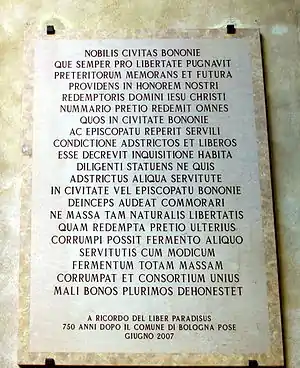 NOBILIS CIVITAS BONONIE
QUE SEMPER PRO LIBERTATE PUGNAVIT
PRETERITORUM MEMORANS ET FUTURA
PROVIDENS IN HONOREM NOSTRI
REDEMPTORIS DOMINI IESU CHRISTI
NUMMARIO PRETIO REDEMIT OMNES
QUOS IN CIVITATE BONONIE
AC EPISCOPATU REPERIT SERVILI
CONDICTIONE ADSTRICTOS ET LIBEROS
ESSE DECREVIT INQUISITIONE HABITA
DILIGENTI STATUENS NE QUIS
ADSTRICTUS ALIQUA SERVITUTE
IN CIVITATE VEL EPISCOPATU BONONIE
DEINCEPS AUDEAT COMMORARI
NE MASSA TAM NATURALIS LIBERTATIS
QUAM REDEMPTA PRETIO ULTERIUS
CORRUMPI POSSIT FERMENTO ALIQUO
SERVITUTIS CUM MODICUM
FERMENTUM TOTAM MASSAM
CORRUMPAT ET CONSORTIUM UNIUS
MALI BONOS PLURIMOS DEHONESTET
A RICORDO DEL LIBER PARADISUS
750 ANNI DOPO IL COMUNE DI BOLOGNA POSE
GIUGNO 2007